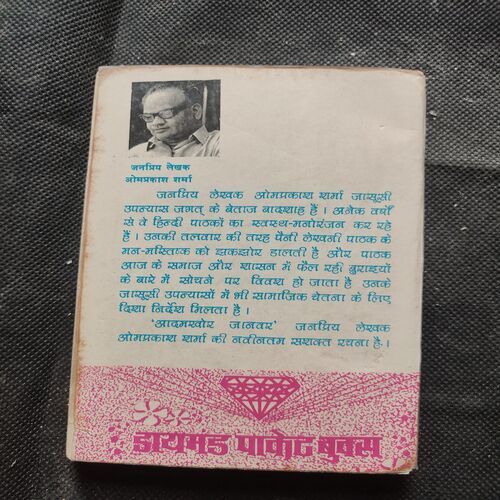 जनप्रिय लेखक
ओमप्रकाश शर्मा
जनप्रिय लेखक ओमप्रकाश शर्मा जासूसी
उपन्यास जगत् के बेताज बादशाह हैं । अनेक वर्षों
से वे हिन्दी पाठकों का स्वस्थ-मनोरंजन कर रहे
हैं । उनकी तलवार की तरह पैनी लेखनी पाठक के
मन-मस्तिष्क को झकझोर डालती है और पाठक
आज के समाज और शासन में फैल रही बुराइयों
के बारे में सोचने पर विवश हो जाता है उनके
जासूसी उपन्यासों में भी सामाजिक चेतना के लिए
दिशा निर्देश मिलता है ।
'आदमखोर जानवर' जनप्रिय लेखक
ओमप्रकाश शर्मा की नवीनतम सशक्त रचना है ।
डायमंड पाकेट बुक्स